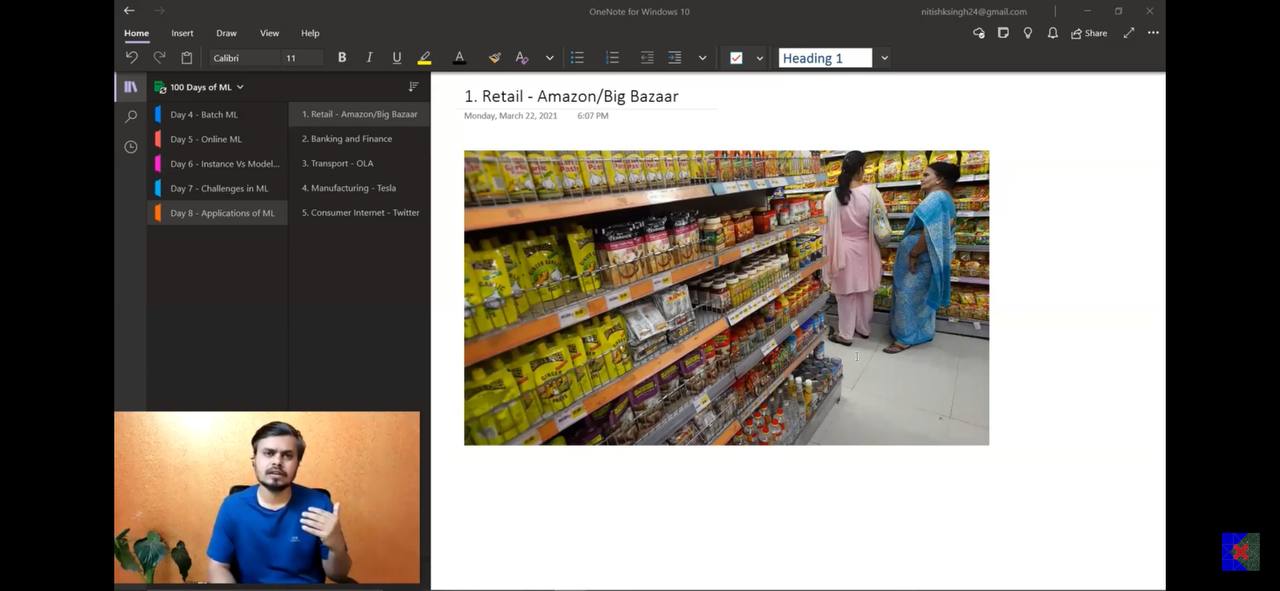 OneNote for Windows 10
nitishksingh24@gmail.com
Home
Insert
Draw
View
Help
Share
Calibri
11
B
I
U
A
A
Heading 1
100 Days of ML
Day 4 - Batch ML
Day 5 - Online ML
Day 6 - Instance Vs Model...
Day 7 - Challenges in ML
Day 8 - Applications of ML
1. Retail - Amazon/Big Bazaar
2. Banking and Finance
3. Transport - OLA
4. Manufacturing - Tesla
5. Consumer Internet - Twitter
1. Retail - Amazon/Big Bazaar
Monday, March 22, 2021 6:07 PM